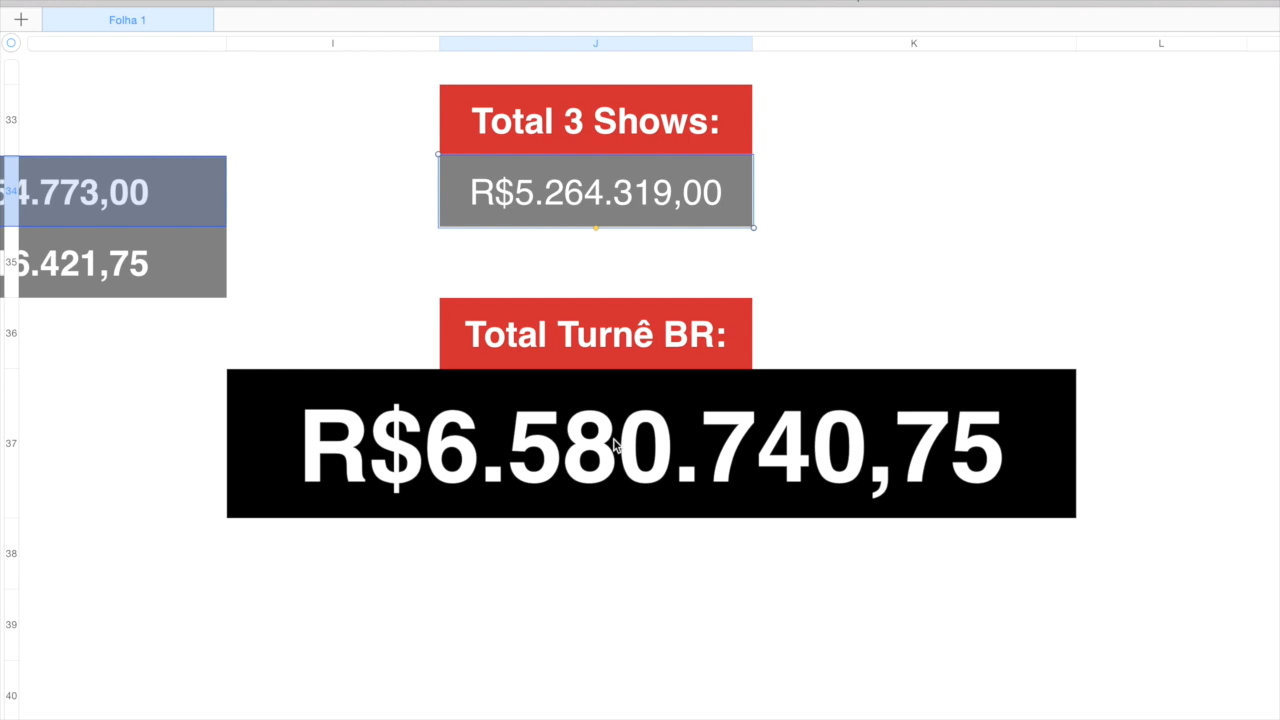 Folha 1
I J K L
33 Total 3 Shows:
34 4.773,00 R$5.264.319,00
35 6.421,75
36 Total Turnê BR:
37 R$6.580.740,75
38
39
40